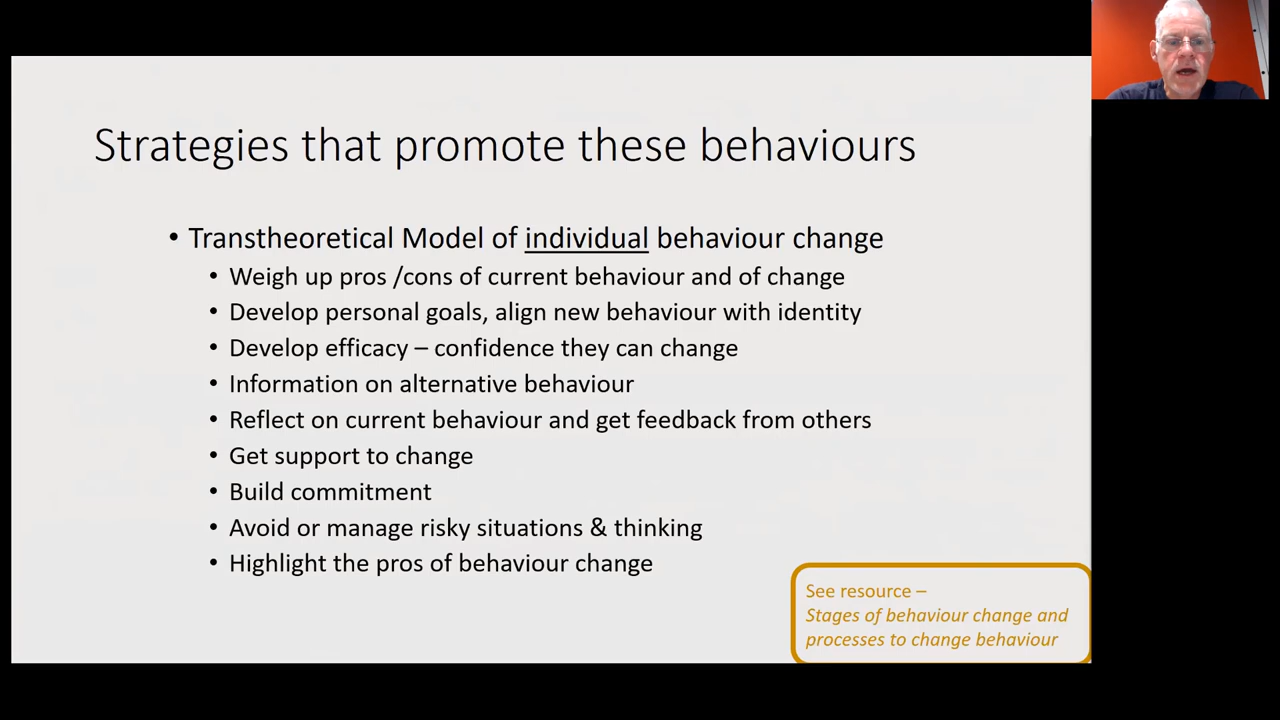 Strategies that promote these behaviours
• Transtheoretical Model of individual behaviour change
• Weigh up pros /cons of current behaviour and of change
• Develop personal goals, align new behaviour with identity
• Develop efficacy – confidence they can change
• Information on alternative behaviour
• Reflect on current behaviour and get feedback from others
• Get support to change
• Build commitment
• Avoid or manage risky situations & thinking
• Highlight the pros of behaviour change
See resource –
Stages of behaviour change and
processes to change behaviour